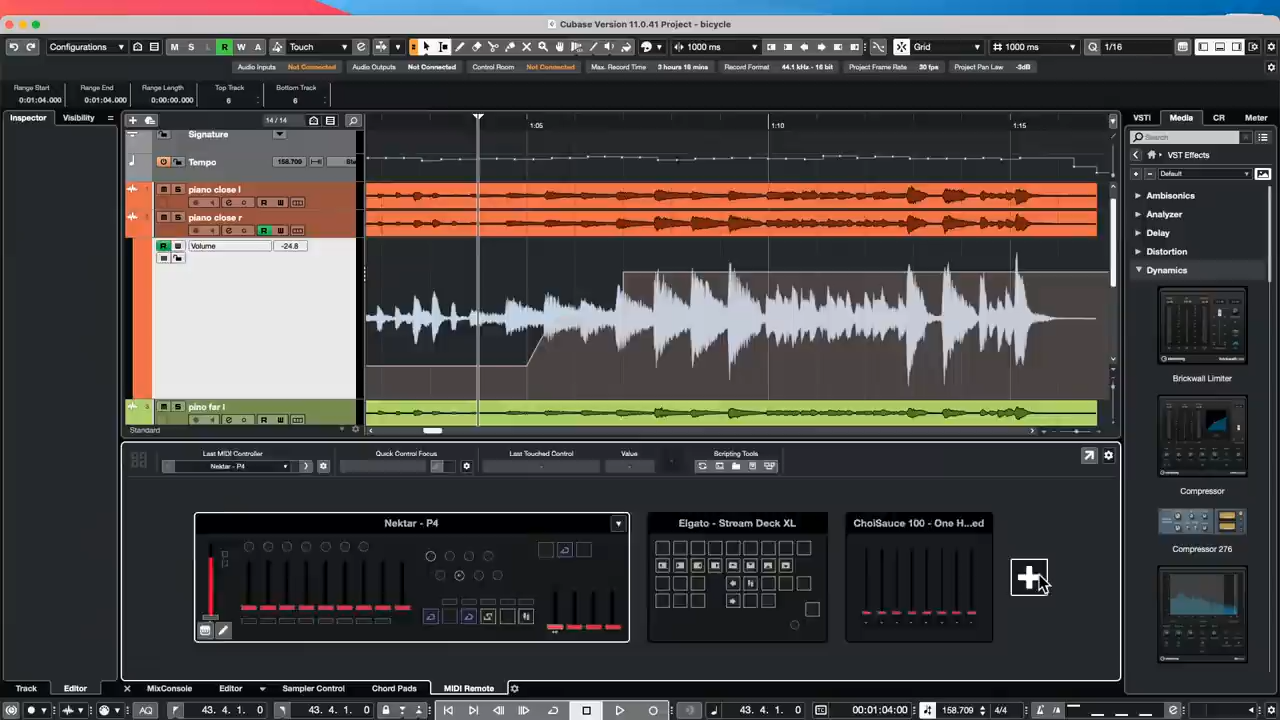 Cubase Version 11.0.41 Project - bicycle
Configurations M S L R W A Touch 1000 ms Grid 1000 ms Q 1/16
Audio Inputs Not Connected Audio Outputs Not Connected Control Room Not Connected Max. Record Time 3 hours 18 mins Record Format 44.1 kHz - 16 bit Project Frame Rate 30 fps Project Pan Law -3dB
Range Start Range End Range Length Top Track Bottom Track
0:01:04.000 0:01:04.000 0:00:00.000 6 6
Inspector Visibility 14 / 14 1:05 1:10 1:15 VSTi Media CR Meter
Signature
Search
Tempo 158.709
VST Effects
Default
piano close l
piano close r
R W
Volume -24.8
pino far l
Standard
Ambisonics
Analyzer
Delay
Distortion
Dynamics
Brickwall Limiter
Compressor
Compressor 276
Last MIDI Controller Quick Control Focus Last Touched Control Value Scripting Tools
Nektar - P4
Nektar - P4 Elgato - Stream Deck XL ChoiSauce 100 - One H...ed
Track Editor MixConsole Editor Sampler Control Chord Pads MIDI Remote
AQ 43. 4. 1. 0 43. 4. 1. 0 43. 4. 1. 0 0:01:04:00 158.709 4/4